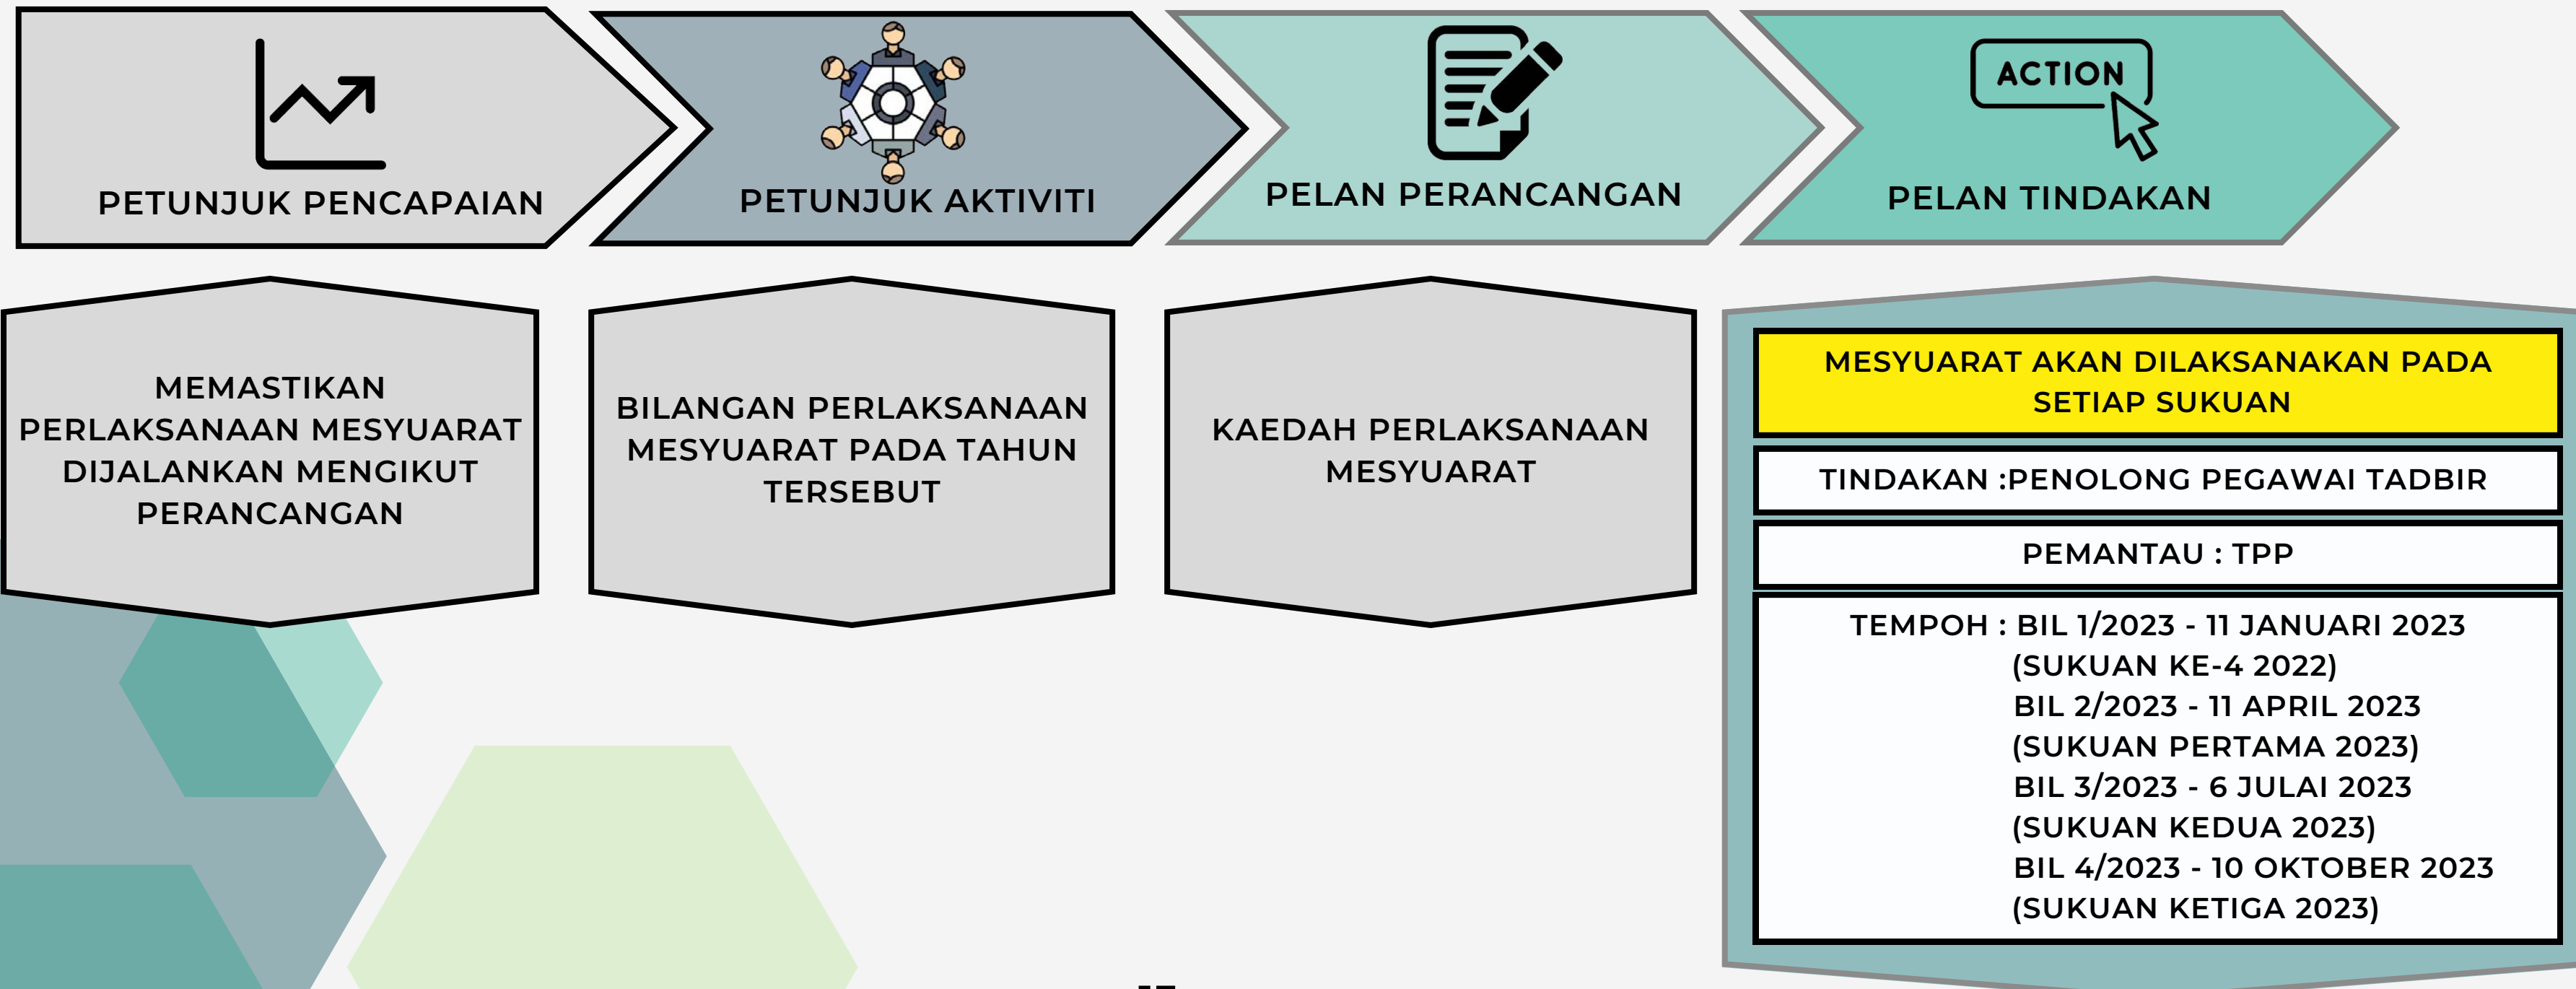 PETUNJUK PENCAPAIAN
PETUNJUK AKTIVITI
PELAN PERANCANGAN
ACTION
PELAN TINDAKAN
MEMASTIKAN
PERLAKSANAAN MESYUARAT
DIJALANKAN MENGIKUT
PERANCANGAN
BILANGAN PERLAKSANAAN
MESYUARAT PADA TAHUN
TERSEBUT
KAEDAH PERLAKSANAAN
MESYUARAT
MESYUARAT AKAN DILAKSANAKAN PADA
SETIAP SUKUAN
TINDAKAN :PENOLONG PEGAWAI TADBIR
PEMANTAU : TPP
TEMPOH : BIL 1/2023 - 11 JANUARI 2023
(SUKUAN KE-4 2022)
BIL 2/2023 - 11 APRIL 2023
(SUKUAN PERTAMA 2023)
BIL 3/2023 - 6 JULAI 2023
(SUKUAN KEDUA 2023)
BIL 4/2023 - 10 OKTOBER 2023
(SUKUAN KETIGA 2023)